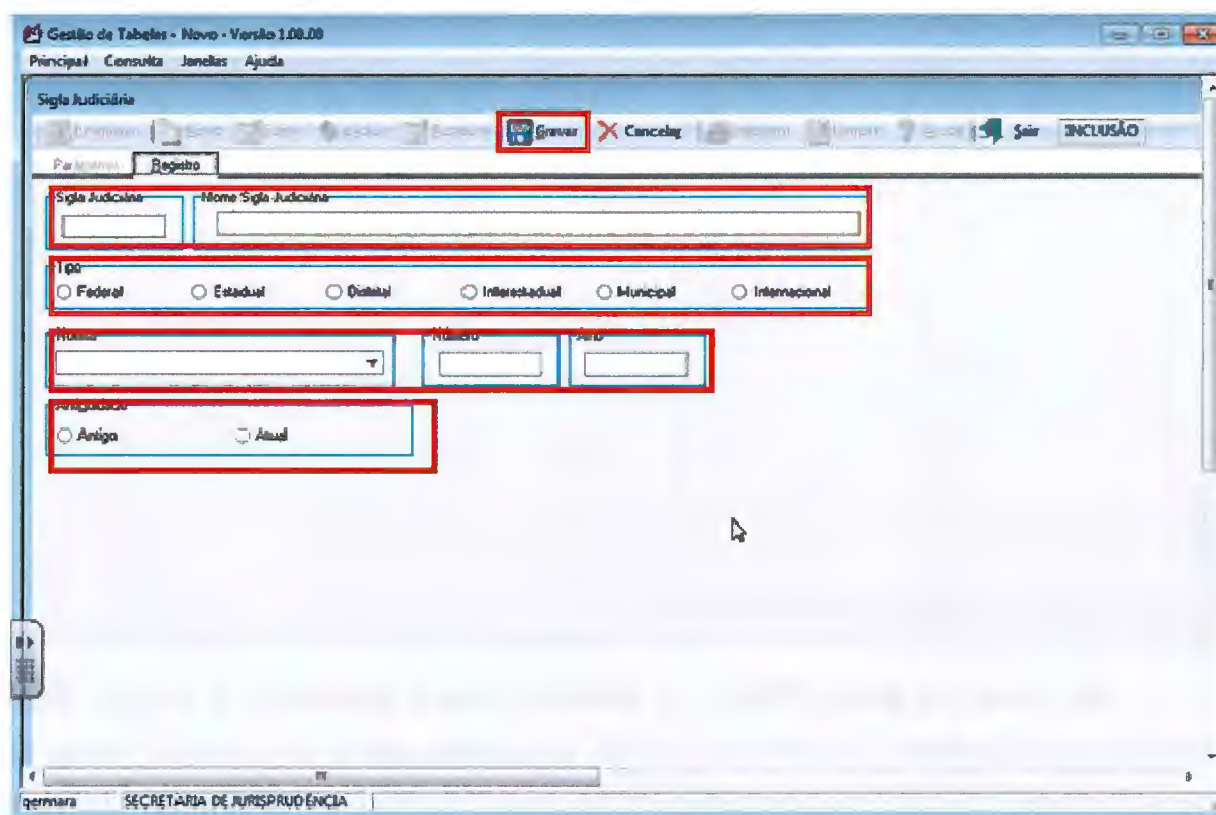 Gestão de Tabelas - Novo - Versão 1.00.00
Principal Consulta Janelas Ajuda
Sigla Judiciária
Gravar Cancelar Sair INCLUSÃO
Registro
Sigla Judiciária Nome Sigla Judiciária
Tipo
Federal Estadual Distrital Interestadual Municipal Internacional
Norma Número Ano
Antiguidade
Antigo Atual
SECRETARIA DE JURISPRUDÊNCIA